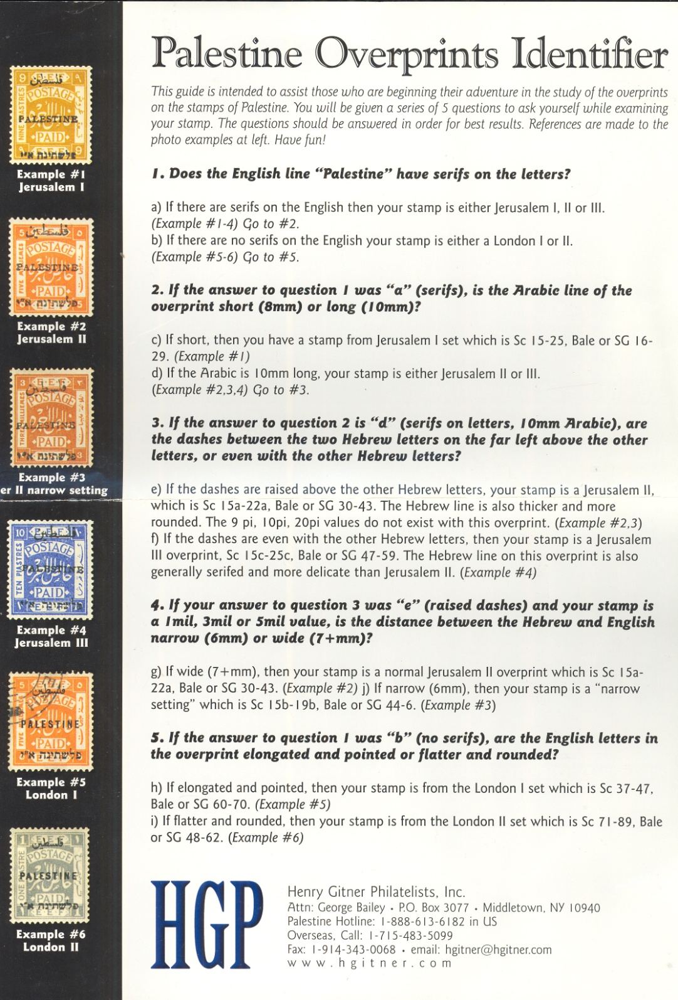 Palestine Overprints Identifier
This guide is intended to assist those who are beginning their adventure in the study of the overprints
on the stamps of Palestine. You will be given a series of 5 questions to ask yourself while examining
your stamp. The questions should be answered in order for best results. References are made to the
photo examples at left. Have fun!
1. Does the English line “Palestine” have serifs on the letters?
a) If there are serifs on the English then your stamp is either Jerusalem I, II or III.
(Example #1-4) Go to #2.
b) If there are no serifs on the English your stamp is either a London I or II.
(Example #5-6) Go to #5.
2. If the answer to question 1 was “a” (serifs), is the Arabic line of the
overprint short (8mm) or long (10mm)?
c) If short, then you have a stamp from Jerusalem I set which is Sc 15-25, Bale or SG 16-
29. (Example #1)
d) If the Arabic is 10mm long, your stamp is either Jerusalem II or III.
(Example #2,3,4) Go to #3.
3. If the answer to question 2 is “d” (serifs on letters, 10mm Arabic), are
the dashes between the two Hebrew letters on the far left above the other
letters, or even with the other Hebrew letters?
e) If the dashes are raised above the other Hebrew letters, your stamp is a Jerusalem II,
which is Sc 15a-22a, Bale or SG 30-43. The Hebrew line is also thicker and more
rounded. The 9 pi, 10pi, 20pi values do not exist with this overprint. (Example #2,3)
f) If the dashes are even with the other Hebrew letters, then your stamp is a Jerusalem
III overprint, Sc 15c-25c, Bale or SG 47-59. The Hebrew line on this overprint is also
generally serifed and more delicate than Jerusalem II. (Example #4)
4. If your answer to question 3 was “e” (raised dashes) and your stamp is
a 1mil, 3mil or 5mil value, is the distance between the Hebrew and English
narrow (6mm) or wide (7+mm)?
g) If wide (7+mm), then your stamp is a normal Jerusalem II overprint which is Sc 15a-
22a, Bale or SG 30-43. (Example #2) j) If narrow (6mm), then your stamp is a “narrow
setting” which is Sc 15b-19b, Bale or SG 44-6. (Example #3)
5. If the answer to question 1 was “b” (no serifs), are the English letters in
the overprint elongated and pointed or flatter and rounded?
h) If elongated and pointed, then your stamp is from the London I set which is Sc 37-47,
Bale or SG 60-70. (Example #5)
i) If flatter and rounded, then your stamp is from the London II set which is Sc 71-89, Bale
or SG 48-62. (Example #6)
HGP
Henry Gitner Philatelists, Inc.
Attn: George Bailey • P.O. Box 3077 • Middletown, NY 10940
Palestine Hotline: 1-888-613-6182 in US
Overseas, Call: 1-715-483-5099
Fax: 1-914-343-0068 • email: hgitner@hgitner.com
www.hgitner.com
9 E.E.F. ٩
فلسطين
POSTAGE
NINE PIASTRES
PALESTINE
PAID
פלשתינה א״י
٩ E.E.F. 9
Example #1
Jerusalem I
5 ٥
فلسطين
POSTAGE
خالص الأجرة
PALESTINE
PAID
פלשתינה א״י
Example #2
Jerusalem II
3 E.E.F. ٣
فلسطين
POSTAGE
THREE MILLIEMES
PALESTINE
PAID
פלשתינה א״י
3
Example #3
er II narrow setting
10 E.E.F.
فلسطين
POSTAGE
TEN PIASTRES
PALESTINE
PAID
E.E.F.
Example #4
Jerusalem III
5 ٥
فلسطين
POSTAGE
PALESTINE
PAID
פלשתינה א״י
E.E.F.
Example #5
London I
1 E.E.F. ١
فلسطين
POSTAGE
ONE PIASTRE
PALESTINE
PAID
פלשתינה א״י
١ E.E.F. 1
Example #6
London II